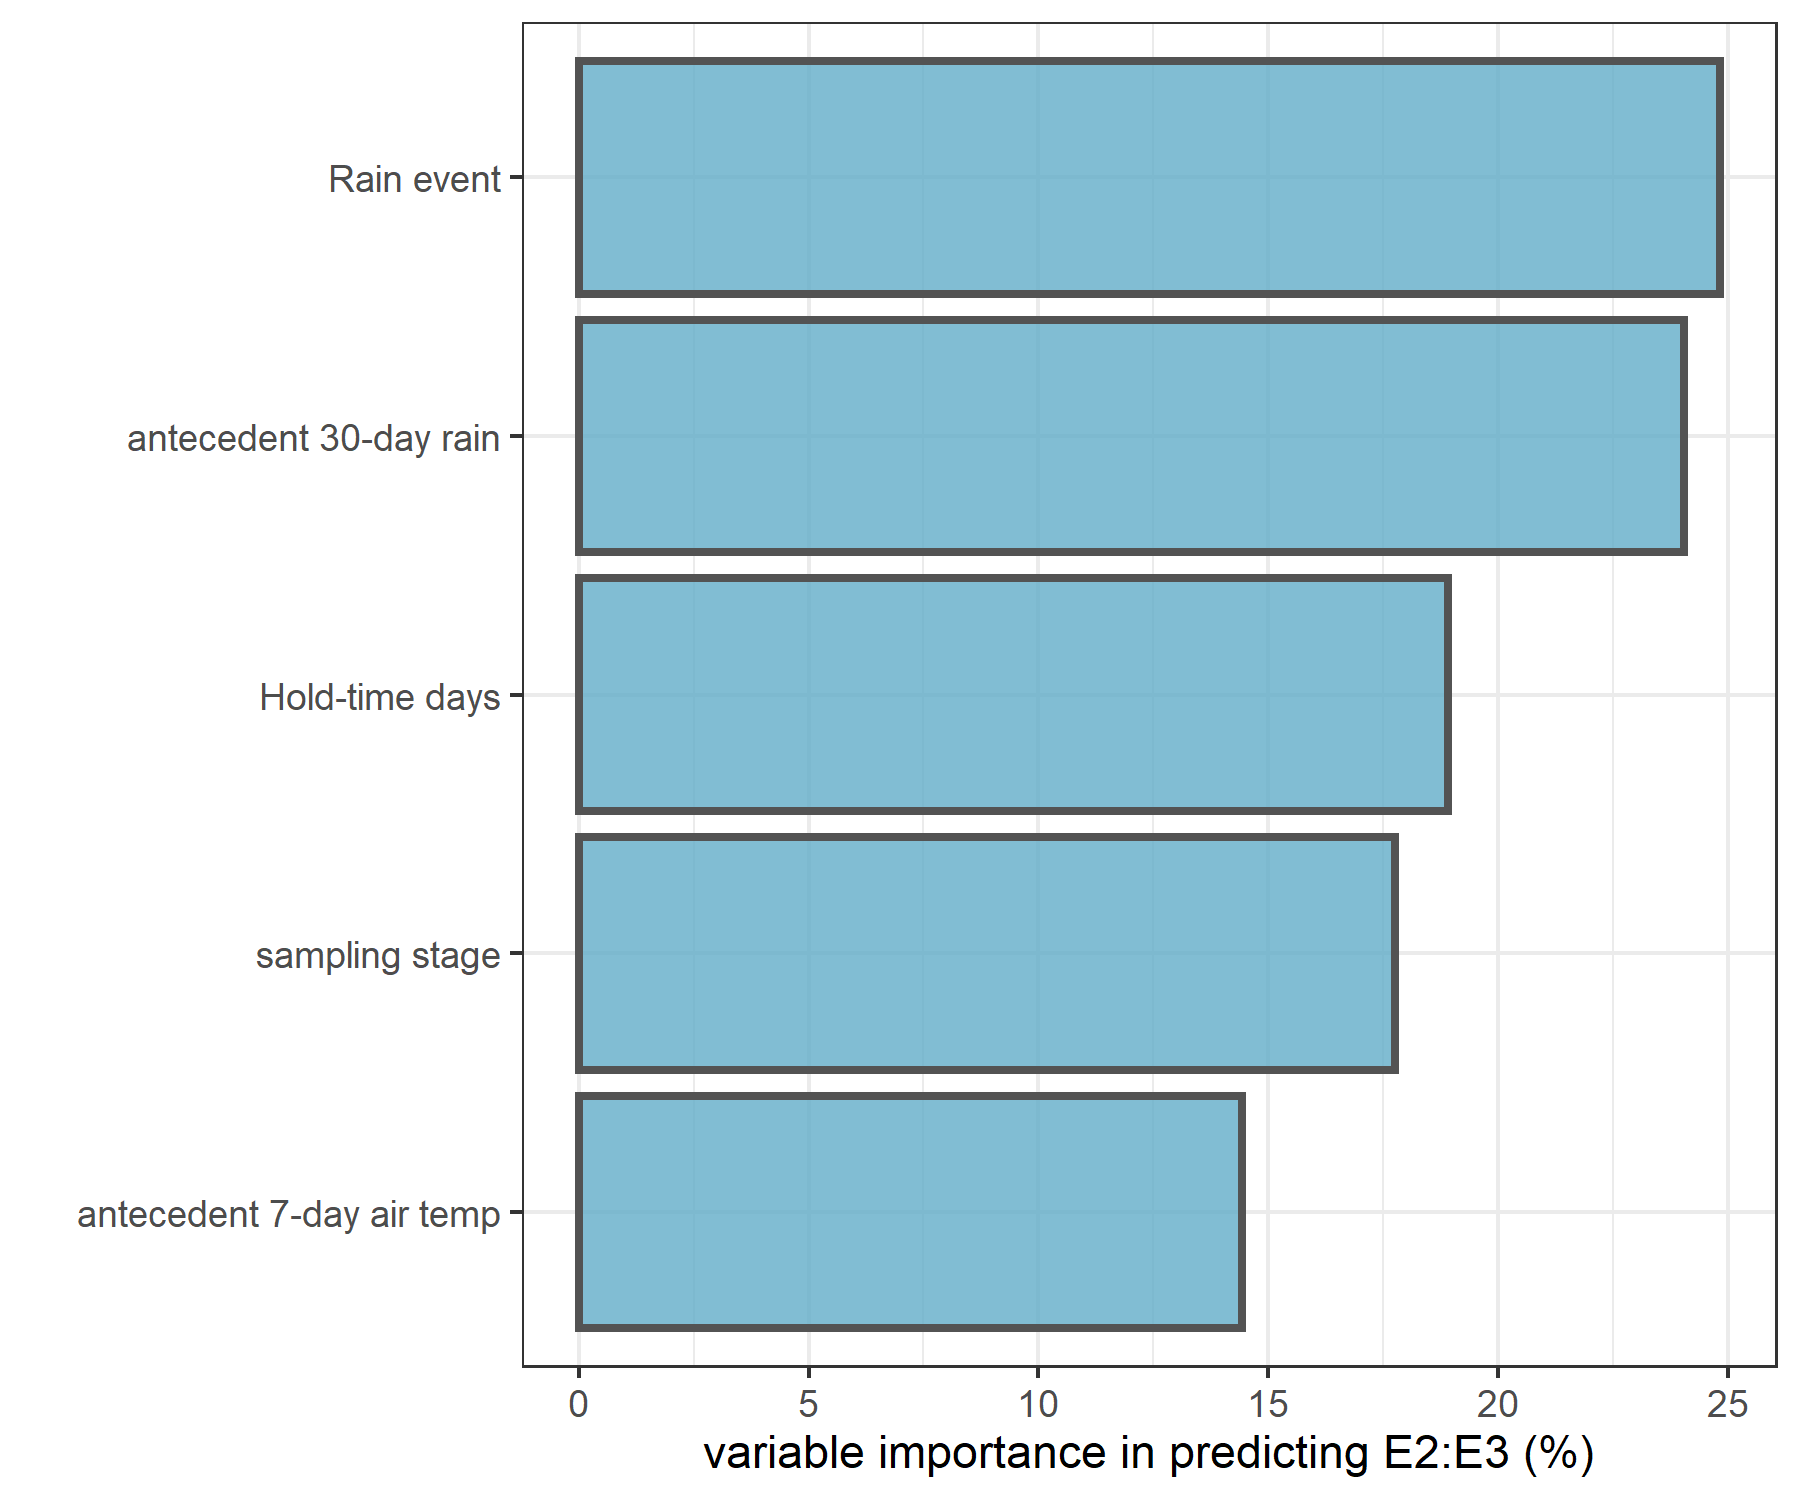 Rain event
antecedent 30-day rain
Hold-time days
sampling stage
antecedent 7-day air temp
0 5 10 15 20 25
variable importance in predicting E2:E3 (%)